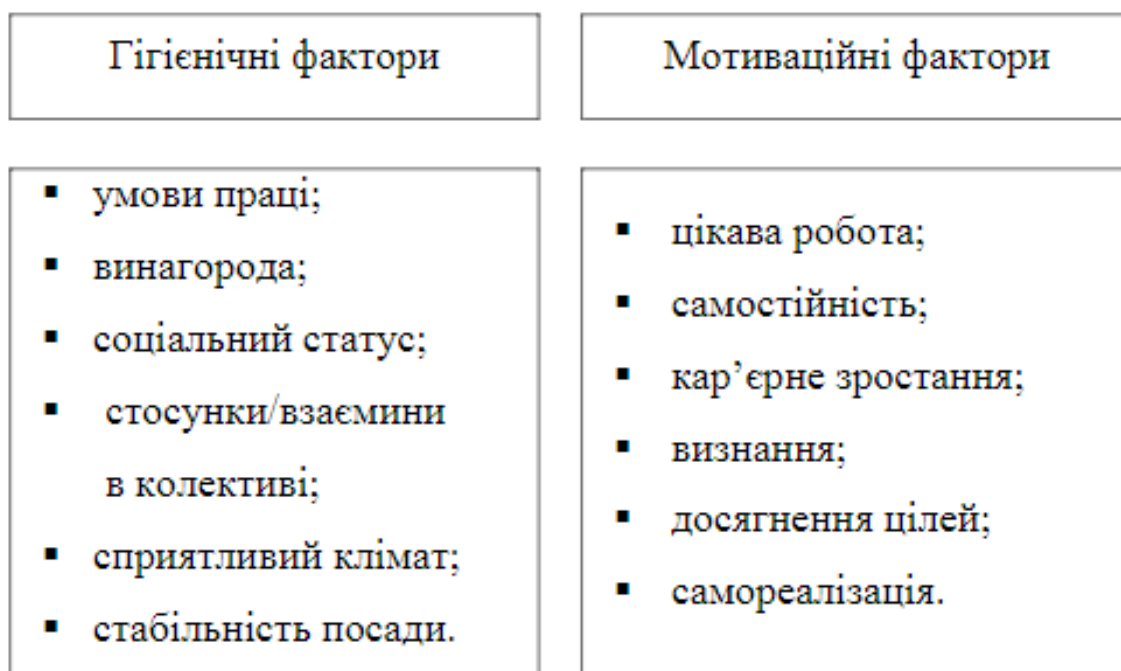 Гігієнічні фактори
Мотиваційні фактори
▪ умови праці;
▪ винагорода;
▪ соціальний статус;
▪ стосунки/взаємини
в колективі;
▪ сприятливий клімат;
▪ стабільність посади.
▪ цікава робота;
▪ самостійність;
▪ кар’єрне зростання;
▪ визнання;
▪ досягнення цілей;
▪ самореалізація.